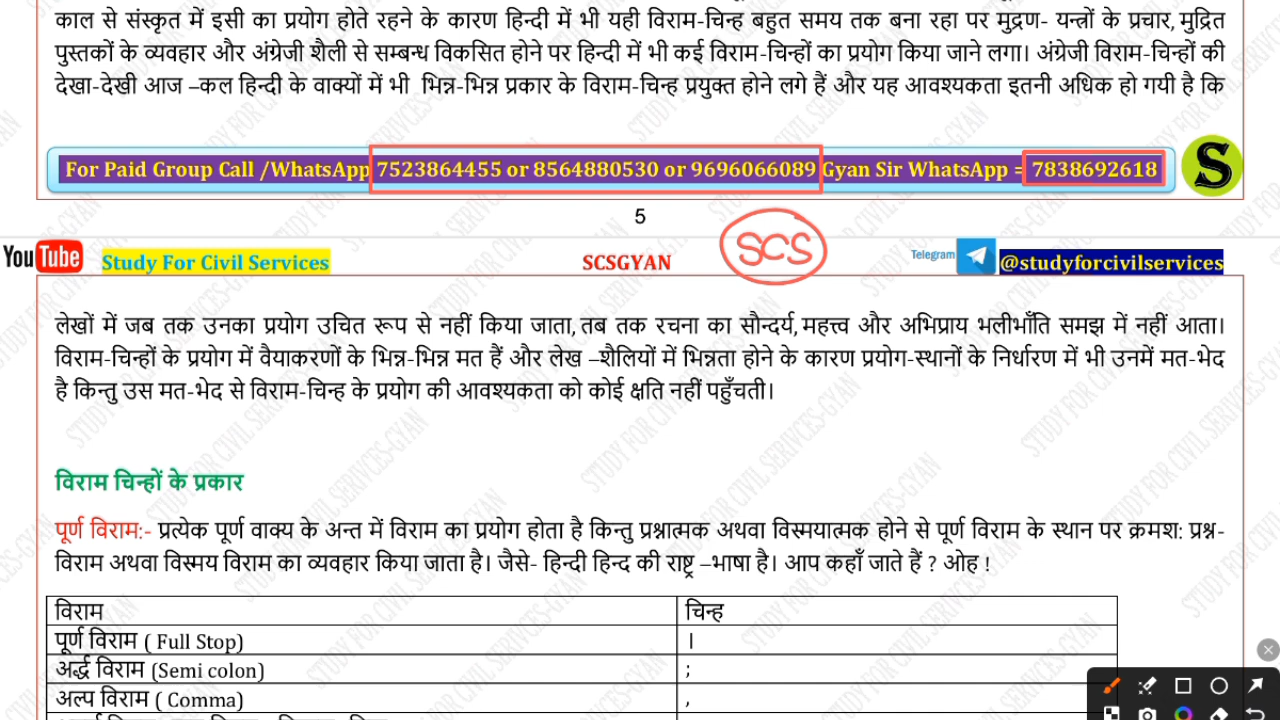 काल से संस्कृत में इसी का प्रयोग होते रहने के कारण हिन्दी में भी यही विराम-चिन्ह बहुत समय तक बना रहा पर मुद्रण- यन्त्रों के प्रचार, मुद्रित
पुस्तकों के व्यवहार और अंग्रेजी शैली से सम्बन्ध विकसित होने पर हिन्दी में भी कई विराम-चिन्हों का प्रयोग किया जाने लगा। अंग्रेजी विराम-चिन्हों की
देखा-देखी आज –कल हिन्दी के वाक्यों में भी भिन्न-भिन्न प्रकार के विराम-चिन्ह प्रयुक्त होने लगे हैं और यह आवश्यकता इतनी अधिक हो गयी है कि
For Paid Group Call /WhatsApp 7523864455 or 8564880530 or 9696066089 Gyan Sir WhatsApp = 7838692618 S
5
YouTube Study For Civil Services SCSGYAN SCS Telegram @studyforcivilservices
लेखों में जब तक उनका प्रयोग उचित रूप से नहीं किया जाता, तब तक रचना का सौन्दर्य, महत्त्व और अभिप्राय भलीभाँति समझ में नहीं आता।
विराम-चिन्हों के प्रयोग में वैयाकरणों के भिन्न-भिन्न मत हैं और लेख –शैलियों में भिन्नता होने के कारण प्रयोग-स्थानों के निर्धारण में भी उनमें मत-भेद
है किन्तु उस मत-भेद से विराम-चिन्ह के प्रयोग की आवश्यकता को कोई क्षति नहीं पहुँचती।
विराम चिन्हों के प्रकार
पूर्ण विराम:- प्रत्येक पूर्ण वाक्य के अन्त में विराम का प्रयोग होता है किन्तु प्रश्नात्मक अथवा विस्मयात्मक होने से पूर्ण विराम के स्थान पर क्रमश: प्रश्न-
विराम अथवा विस्मय विराम का व्यवहार किया जाता है। जैसे- हिन्दी हिन्द की राष्ट्र –भाषा है। आप कहाँ जाते हैं ? ओह !
विराम चिन्ह
पूर्ण विराम ( Full Stop) ।
अर्द्ध विराम (Semi colon) ;
अल्प विराम ( Comma) ,